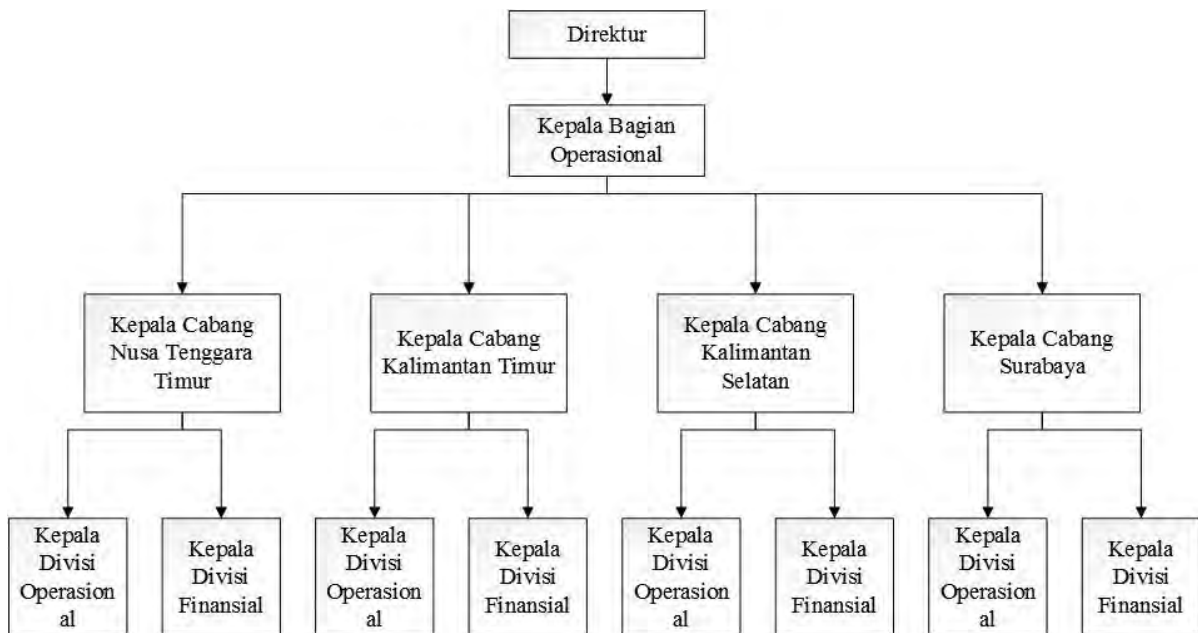 Direktur
Kepala Bagian
Operasional
Kepala Cabang
Nusa Tenggara
Timur
Kepala Cabang
Kalimantan Timur
Kepala Cabang
Kalimantan
Selatan
Kepala Cabang
Surabaya
Kepala
Divisi
Operasion
al
Kepala
Divisi
Finansial
Kepala
Divisi
Operasion
al
Kepala
Divisi
Finansial
Kepala
Divisi
Operasion
al
Kepala
Divisi
Finansial
Kepala
Divisi
Operasion
al
Kepala
Divisi
Finansial